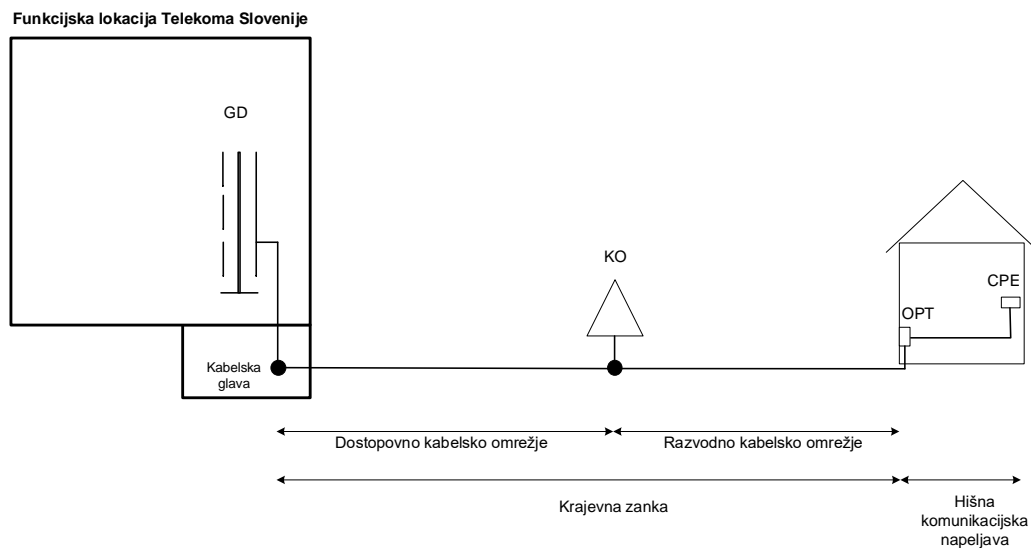 Funkcijska lokacija Telekoma Slovenije
GD
KO
CPE
OPT
Kabelska
glava
Dostopovno kabelsko omrežje
Razvodno kabelsko omrežje
Krajevna zanka
Hišna
komunikacijska
napeljava